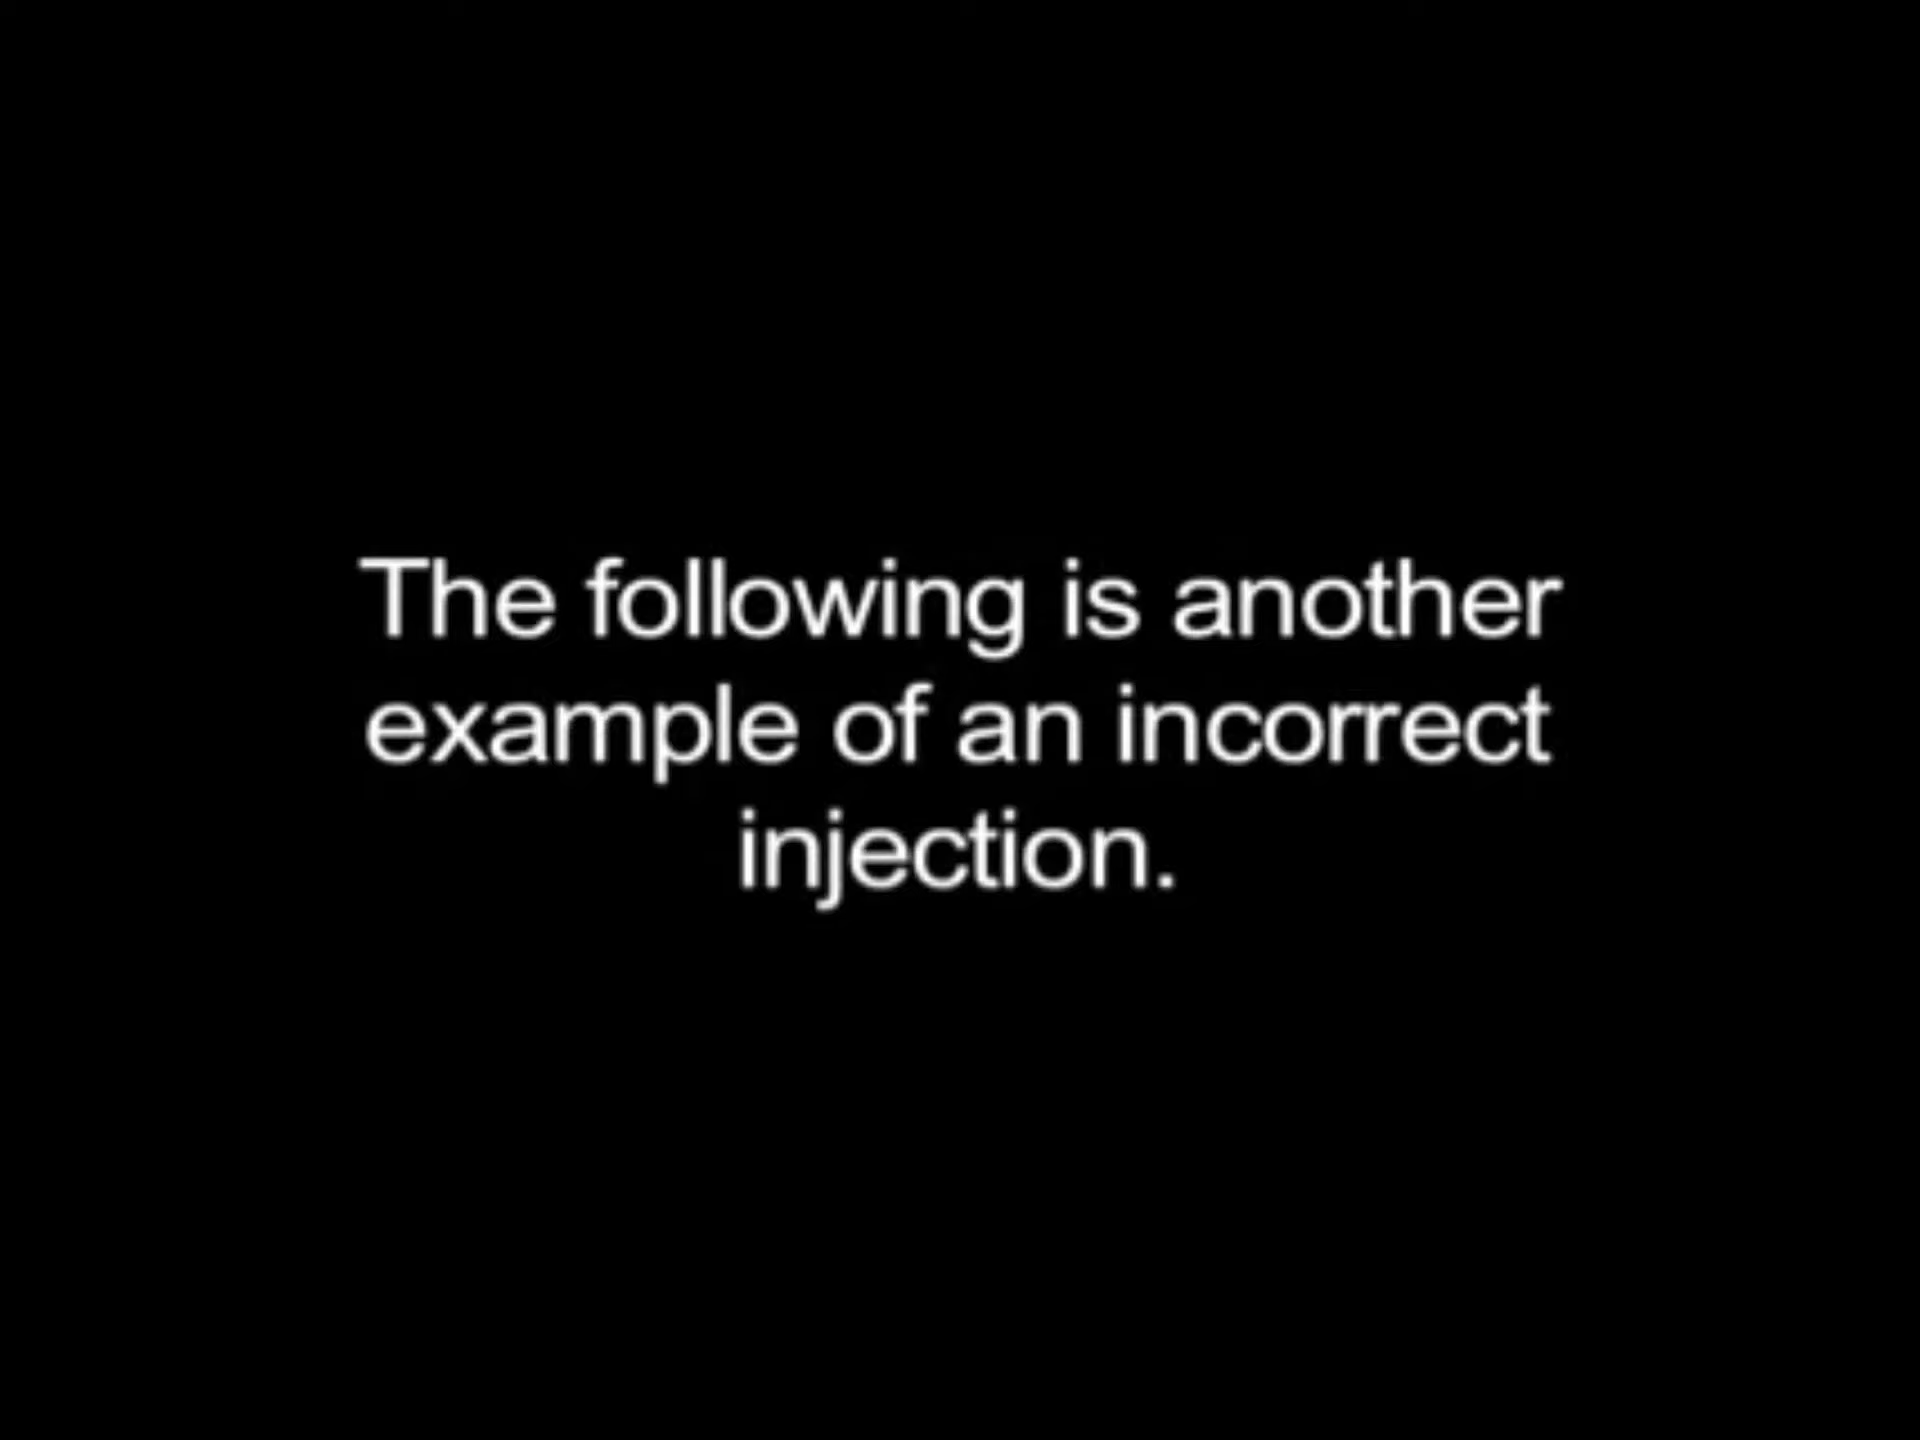 The following is another
example of an incorrect
injection.